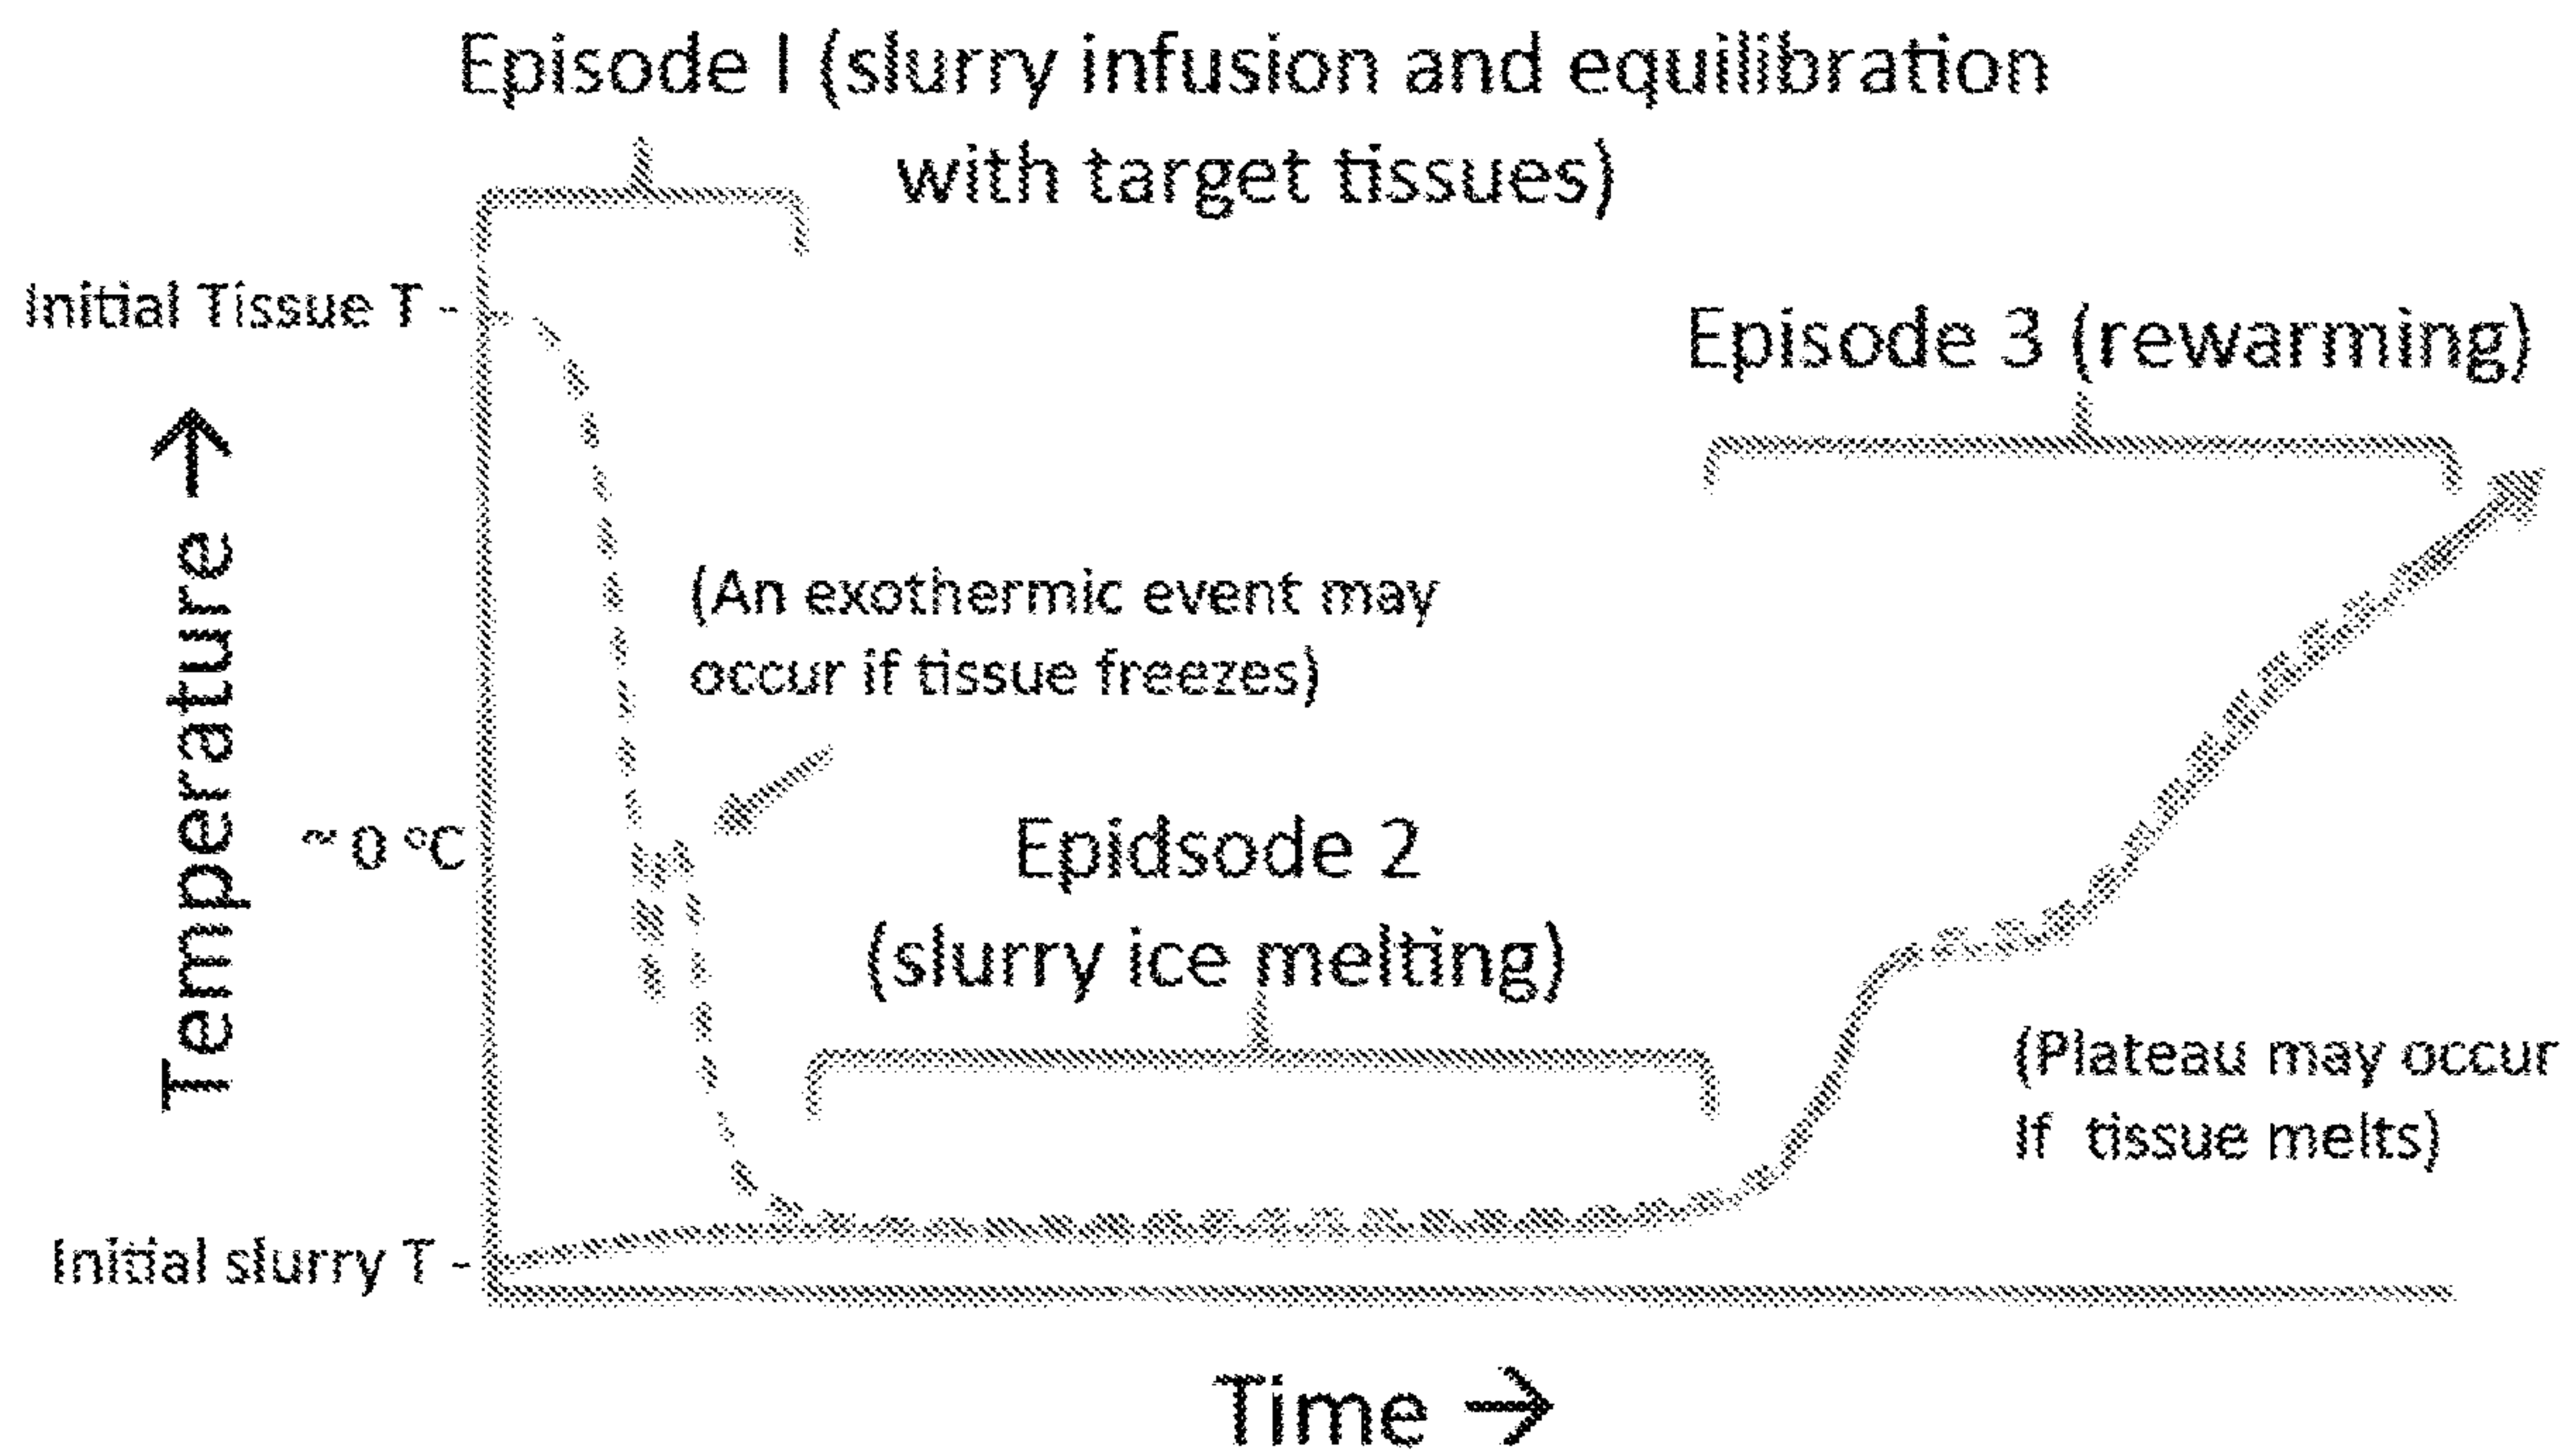 Episode I (slurry infusion and equilibration
with target tissues)
Initial Tissue T -
Episode 3 (rewarming)
Temperature →
(An exothermic event may
occur if tissue freezes)
~ 0 °C
Epidsode 2
(slurry ice melting)
(Plateau may occur
If tissue melts)
Initial slurry T -
Time →